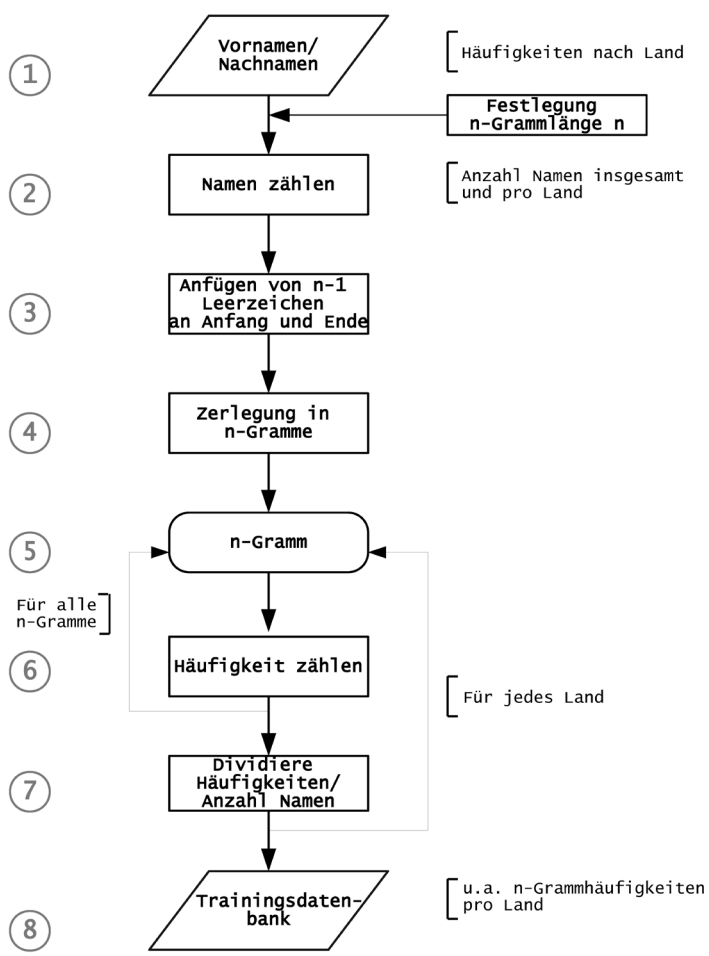 Vornamen/
Nachnamen
Häufigkeiten nach Land
1
Festlegung
n-Grammlänge n
Namen zählen
Anzahl Namen insgesamt
und pro Land
2
Anfügen von n-1
Leerzeichen
an Anfang und Ende
3
Zerlegung in
n-Gramme
4
n-Gramm
5
Für alle
n-Gramme
6
Häufigkeit zählen
Für jedes Land
7
Dividiere
Häufigkeiten/
Anzahl Namen
Trainingsdaten-
bank
u.a. n-Grammhäufigkeiten
pro Land
8